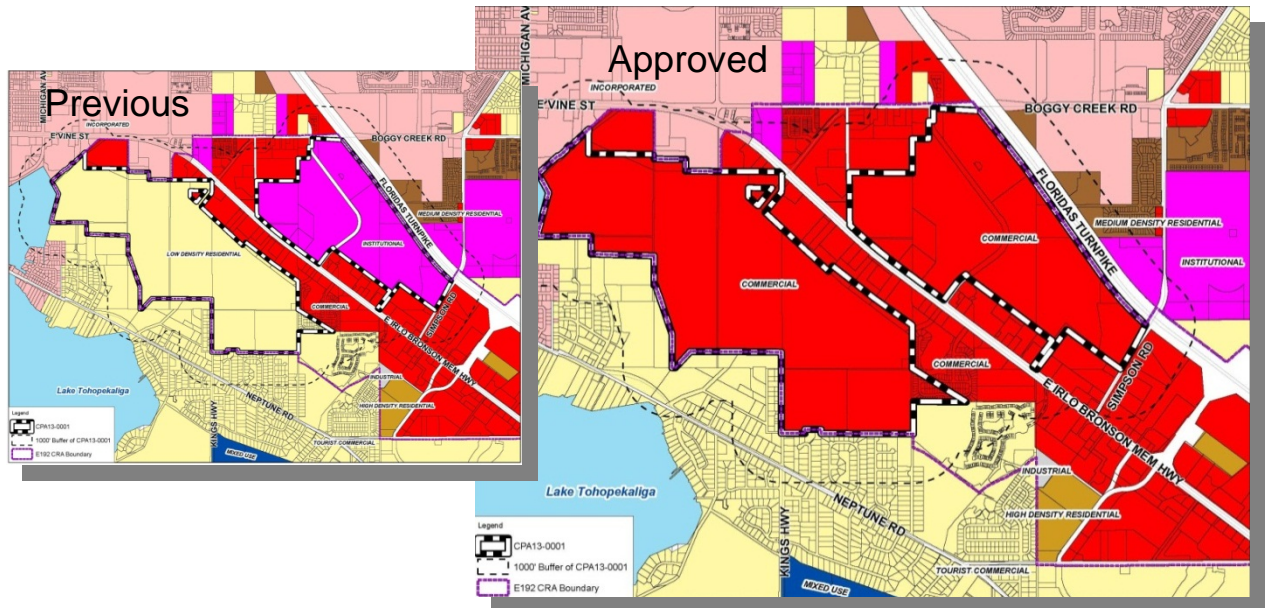 Previous
MICHIGAN AV
INCORPORATED
E VINE ST
BOGGY CREEK RD
FLORIDAS TURNPIKE
MEDIUM DENSITY RESIDENTIAL
INSTITUTIONAL
LOW DENSITY RESIDENTIAL
COMMERCIAL
SIMPSON RD
E IRLO BRONSON MEM HWY
Lake Tohopekaliga
INDUSTRIAL
HIGH DENSITY RESIDENTIAL
NEPTUNE RD
KINGS HWY
TOURIST COMMERCIAL
MIXED USE
Legend
CPA13-0001
1000' Buffer of CPA13-0001
E192 CRA Boundary
Approved
MICHIGAN AV
INCORPORATED
E VINE ST
BOGGY CREEK RD
FLORIDAS TURNPIKE
MEDIUM DENSITY RESIDENTIAL
COMMERCIAL
INSTITUTIONAL
COMMERCIAL
SIMPSON RD
COMMERCIAL
E IRLO BRONSON MEM HWY
INDUSTRIAL
Lake Tohopekaliga
NEPTUNE RD
HIGH DENSITY RESIDENTIAL
KINGS HWY
TOURIST COMMERCIAL
MIXED USE
Legend
CPA13-0001
1000' Buffer of CPA13-0001
E192 CRA Boundary